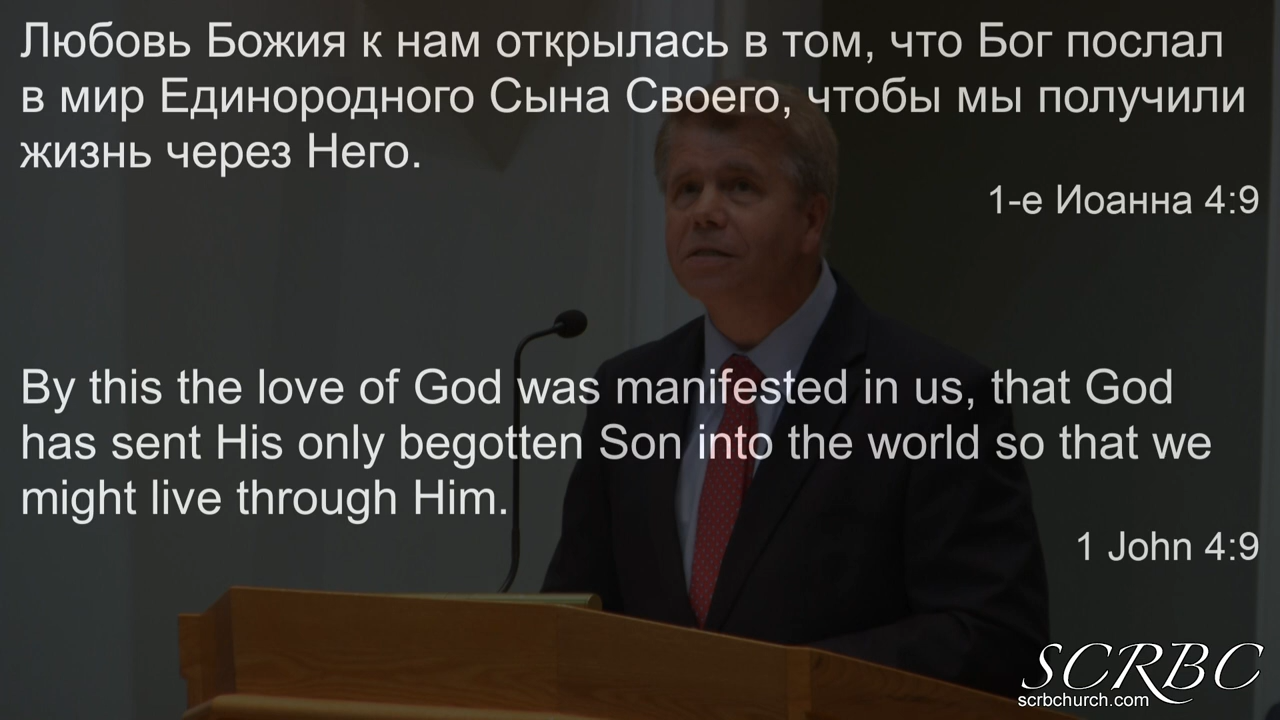 Любовь Божия к нам открылась в том, что Бог послал
в мир Единородного Сына Своего, чтобы мы получили
жизнь через Него.
1-е Иоанна 4:9
By this the love of God was manifested in us, that God
has sent His only begotten Son into the world so that we
might live through Him.
1 John 4:9
SCRBC
scrbchurch.com